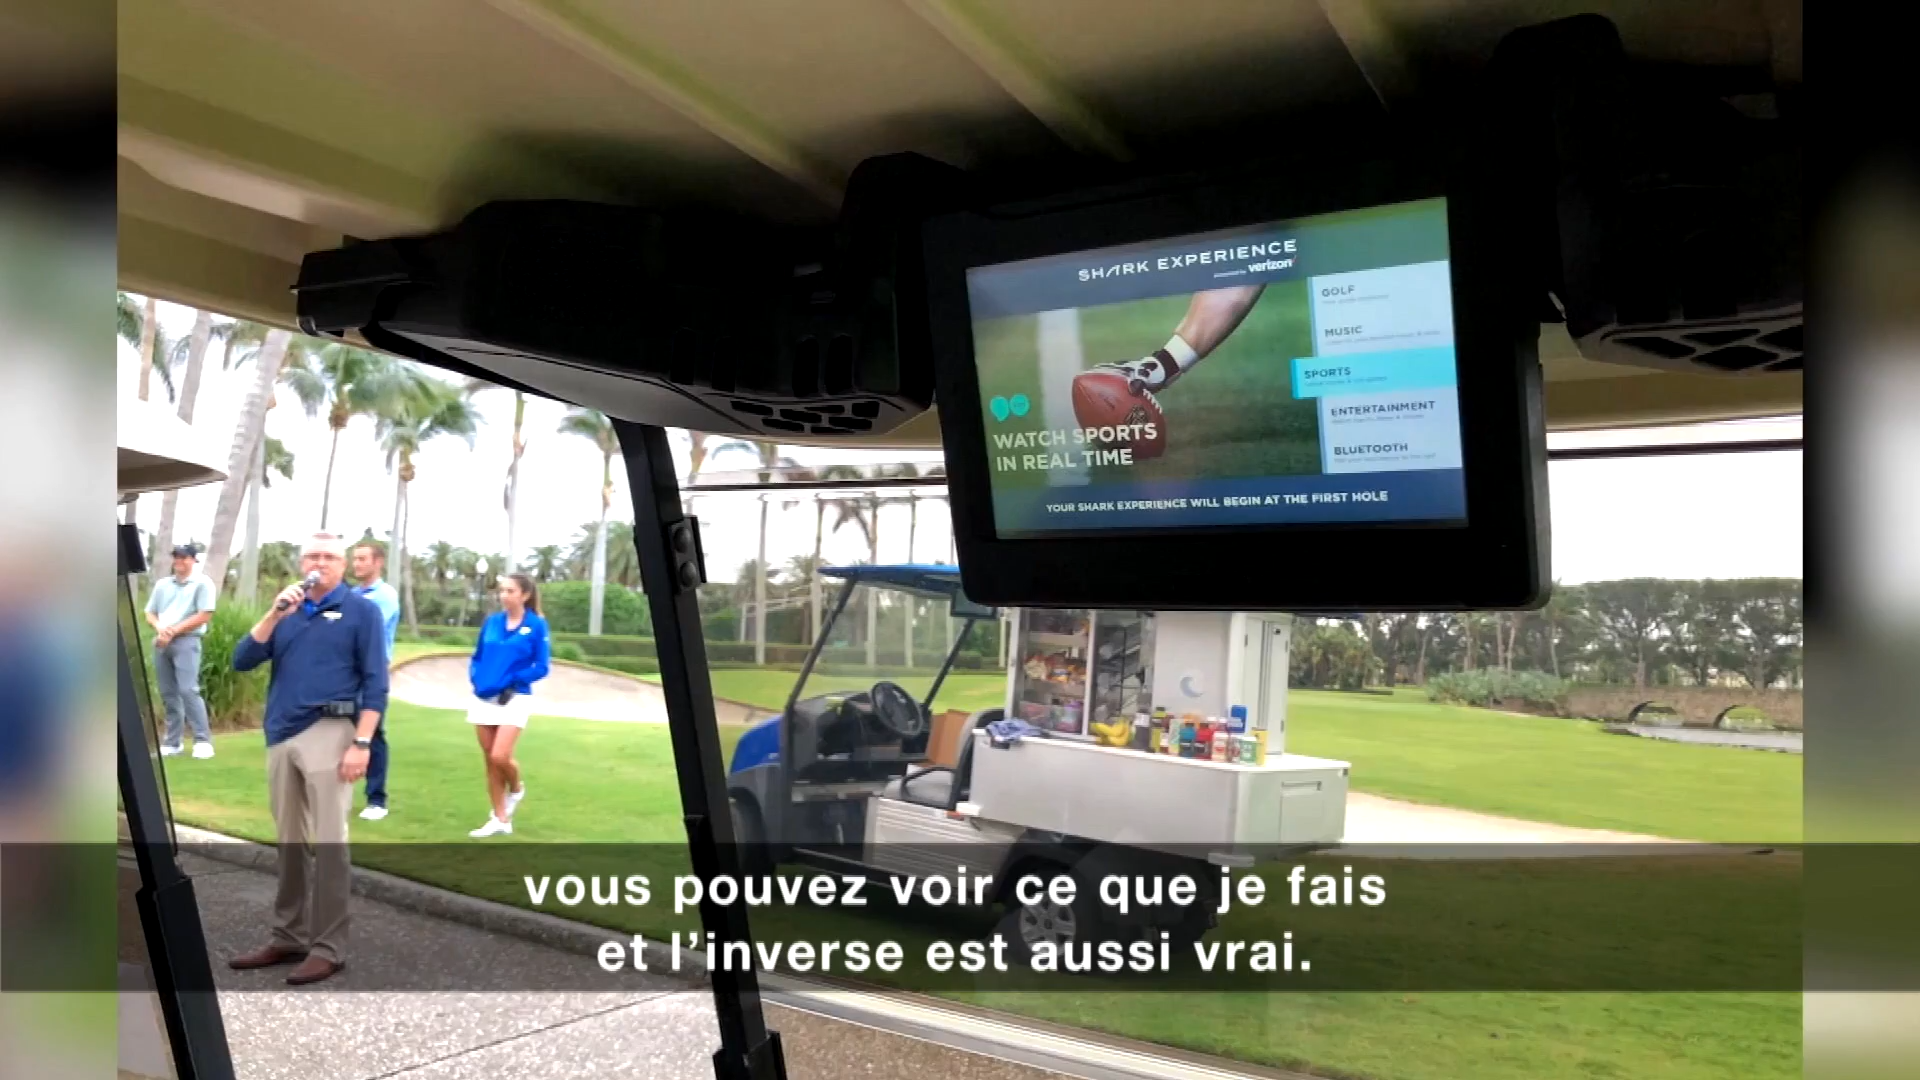 SHARK EXPERIENCE
verizon
GOLF
MUSIC
SPORTS
ENTERTAINMENT
BLUETOOTH
WATCH SPORTS
IN REAL TIME
YOUR SHARK EXPERIENCE WILL BEGIN AT THE FIRST HOLE
vous pouvez voir ce que je fais
et l'inverse est aussi vrai.